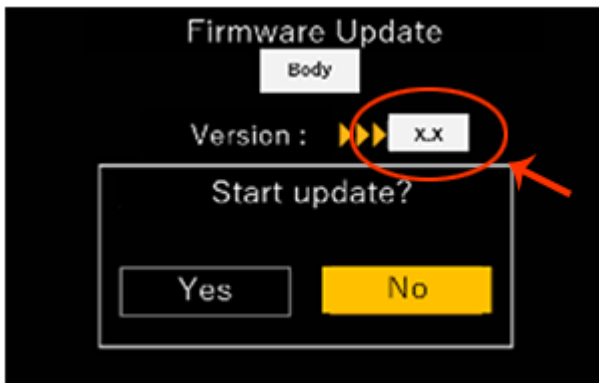 Firmware Update
Body
Version : X.X
Start update?
Yes No